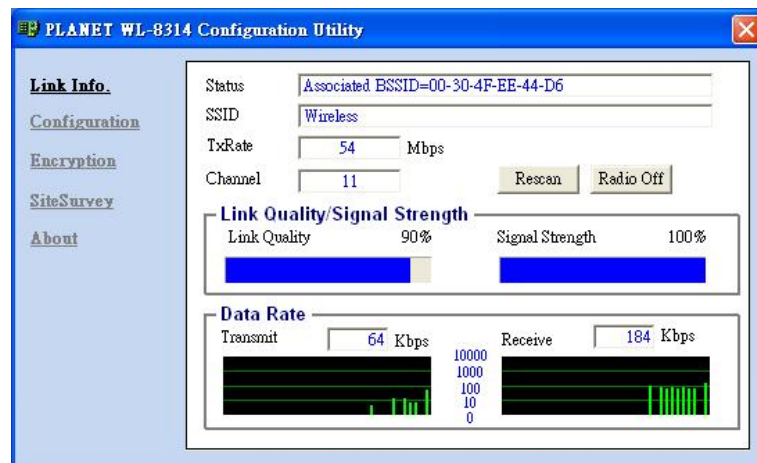 PLANET WL-8314 Configuration Utility
Link Info.
Configuration
Encryption
SiteSurvey
About
Status Associated BSSID=00-30-4F-EE-44-D6
SSID Wireless
TxRate 54 Mbps
Channel 11 Rescan Radio Off
Link Quality/Signal Strength
Link Quality 90% Signal Strength 100%
Data Rate
Transmit 64 Kbps Receive 184 Kbps
10000
1000
100
10
0